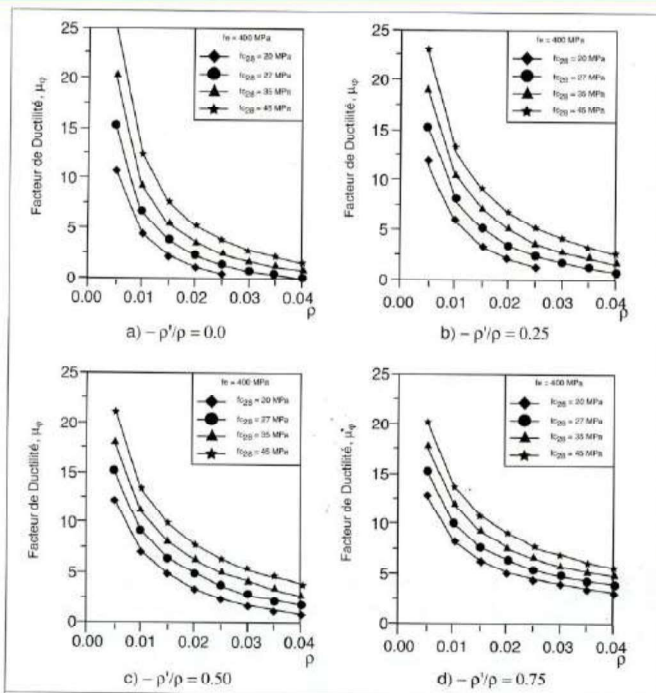 Facteur de Ductilité, μφ
25
20
15
10
5
0
0.00 0.01 0.02 0.03 0.04
ρ
fe = 400 MPa
fc28 = 20 MPa
fc28 = 27 MPa
fc28 = 35 MPa
fc28 = 45 MPa
a) – ρ'/ρ = 0.0
Facteur de Ductilité, μφ
25
20
15
10
5
0
0.00 0.01 0.02 0.03 0.04
ρ
fe = 400 MPa
fc28 = 20 MPa
fc28 = 27 MPa
fc28 = 35 MPa
fc28 = 45 MPa
b) – ρ'/ρ = 0.25
Facteur de Ductilité, μφ
25
20
15
10
5
0
0.00 0.01 0.02 0.03 0.04
ρ
fe = 400 MPa
fc28 = 20 MPa
fc28 = 27 MPa
fc28 = 35 MPa
fc28 = 45 MPa
c) – ρ'/ρ = 0.50
Facteur de Ductilité, μφ
25
20
15
10
5
0
0.00 0.01 0.02 0.03 0.04
ρ
fe = 400 MPa
fc28 = 20 MPa
fc28 = 27 MPa
fc28 = 35 MPa
fc28 = 45 MPa
d) – ρ'/ρ = 0.75